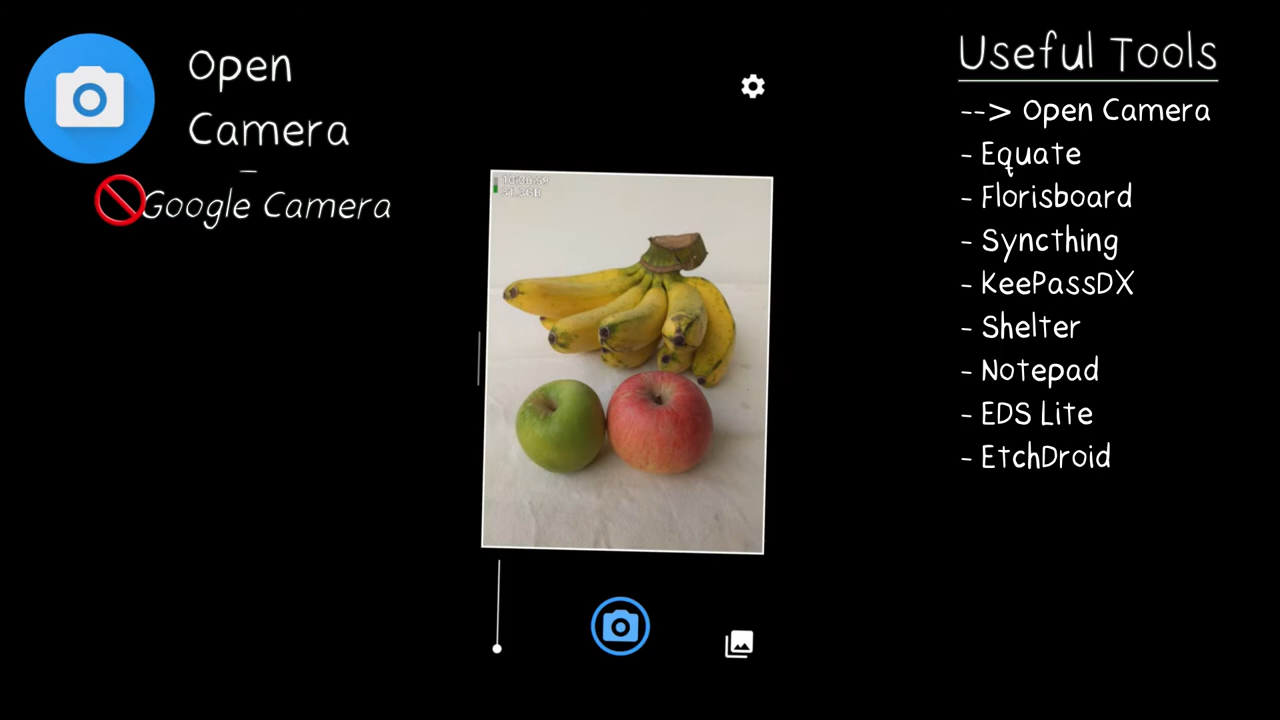 Open
Camera
–
Google Camera
Useful Tools
--> Open Camera
- Equate
- Florisboard
- Syncthing
- KeePassDX
- Shelter
- Notepad
- EDS Lite
- EtchDroid